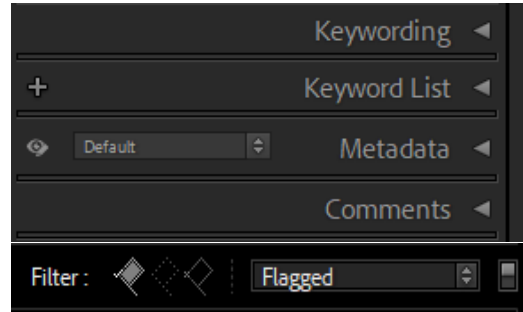 Keywording
Keyword List
Default Metadata
Comments
Filter : Flagged